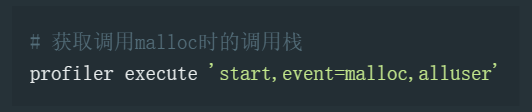 # 获取调用malloc时的调用栈
profiler execute 'start,event=malloc,alluser'